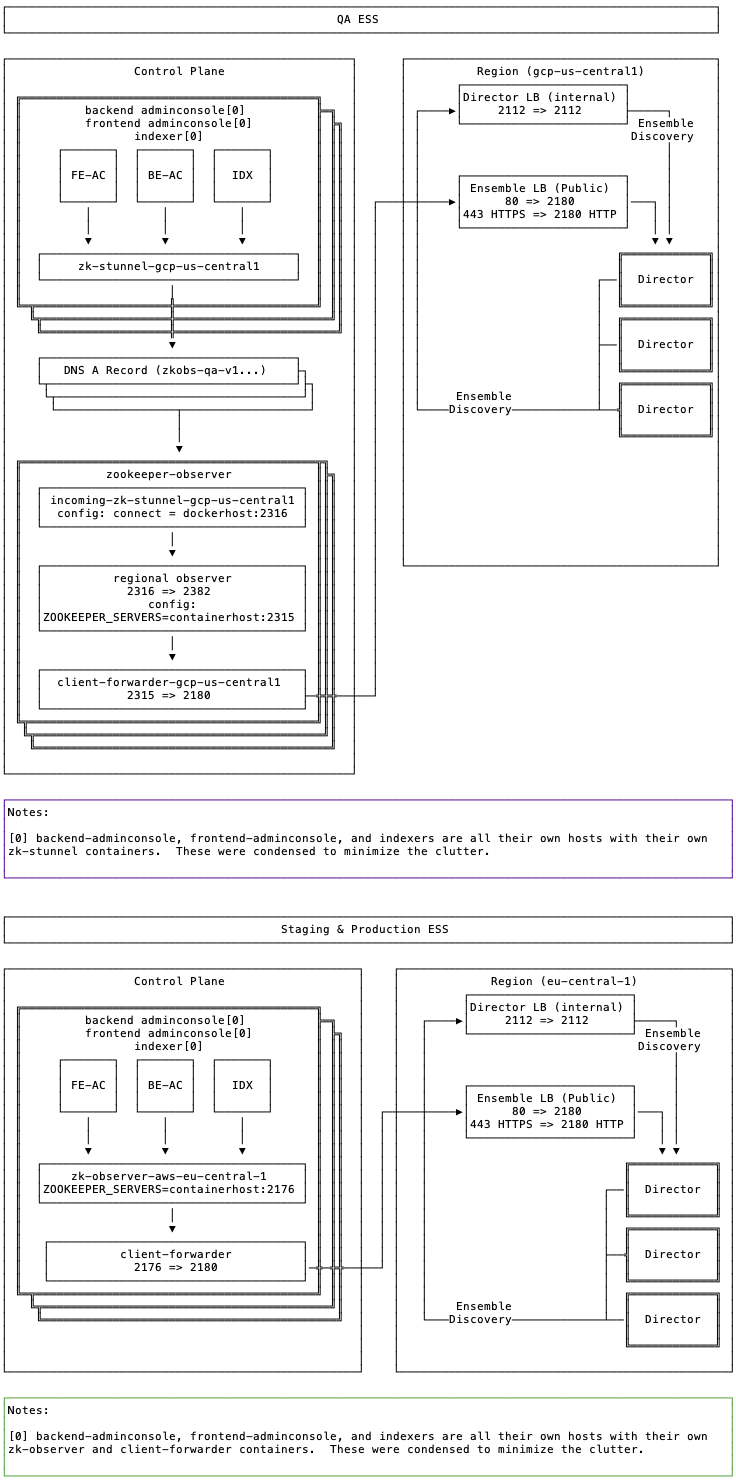 QA ESS
Control Plane
backend adminconsole[0]
frontend adminconsole[0]
indexer[0]
FE-AC
BE-AC
IDX
zk-stunnel-gcp-us-central1
DNS A Record (zkobs-qa-v1...)
zookeeper-observer
incoming-zk-stunnel-gcp-us-central1
config: connect = dockerhost:2316
regional observer
2316 => 2382
config:
ZOOKEEPER_SERVERS=containerhost:2315
client-forwarder-gcp-us-central1
2315 => 2180
Region (gcp-us-central1)
Director LB (internal)
2112 => 2112
Ensemble
Discovery
Ensemble LB (Public)
80 => 2180
443 HTTPS => 2180 HTTP
Director
Director
Director
Ensemble
Discovery
Notes:
[0] backend-adminconsole, frontend-adminconsole, and indexers are all their own hosts with their own
zk-stunnel containers.  These were condensed to minimize the clutter.
Staging & Production ESS
Control Plane
backend adminconsole[0]
frontend adminconsole[0]
indexer[0]
FE-AC
BE-AC
IDX
zk-observer-aws-eu-central-1
ZOOKEEPER_SERVERS=containerhost:2176
client-forwarder
2176 => 2180
Region (eu-central-1)
Director LB (internal)
2112 => 2112
Ensemble
Discovery
Ensemble LB (Public)
80 => 2180
443 HTTPS => 2180 HTTP
Director
Director
Director
Ensemble
Discovery
Notes:
[0] backend-adminconsole, frontend-adminconsole, and indexers are all their own hosts with their own
zk-observer and client-forwarder containers.  These were condensed to minimize the clutter.